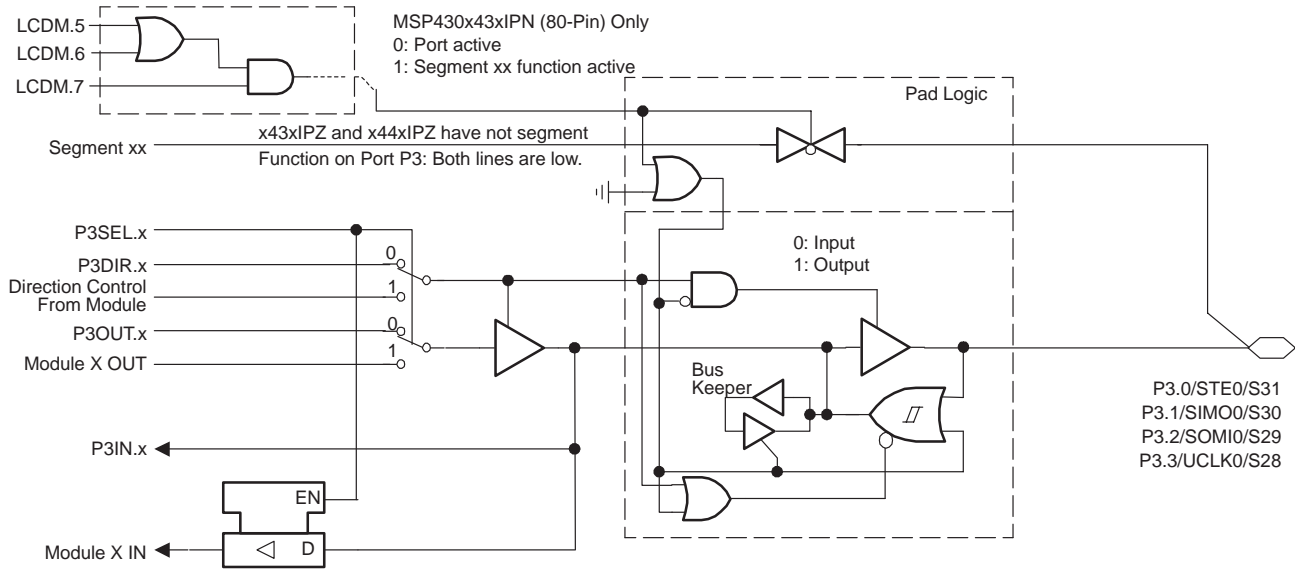 LCDM.5
LCDM.6
LCDM.7
MSP430x43xIPN (80-Pin) Only
0: Port active
1: Segment xx function active
Pad Logic
x43xIPZ and x44xIPZ have not segment
Function on Port P3: Both lines are low.
Segment xx
P3SEL.x
P3DIR.x
0
Direction Control
From Module
1
P3OUT.x
0
Module X OUT
1
0: Input
1: Output
Bus
Keeper
P3.0/STE0/S31
P3.1/SIMO0/S30
P3.2/SOMI0/S29
P3.3/UCLK0/S28
P3IN.x
EN
D
Module X IN